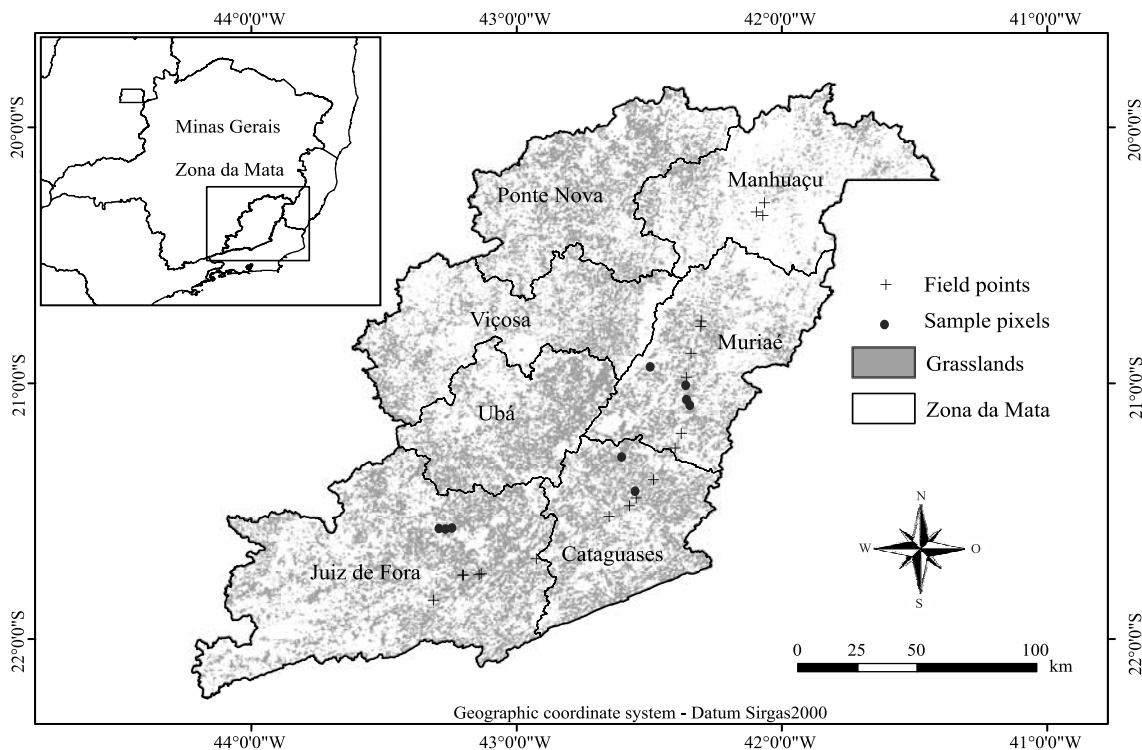 44°0'0"W
43°0'0"W
42°0'0"W
41°0'0"W
20°0'0"S
20°0'0"S
Minas Gerais
Zona da Mata
Ponte Nova
Manhuaçu
Field points
Sample pixels
Grasslands
Zona da Mata
Viçosa
Muriaé
21°0'0"S
21°0'0"S
Ubá
Cataguases
Juiz de Fora
N
W
O
S
22°0'0"S
22°0'0"S
0 25 50 100
km
Geographic coordinate system - Datum Sirgas2000
44°0'0"W
43°0'0"W
42°0'0"W
41°0'0"W